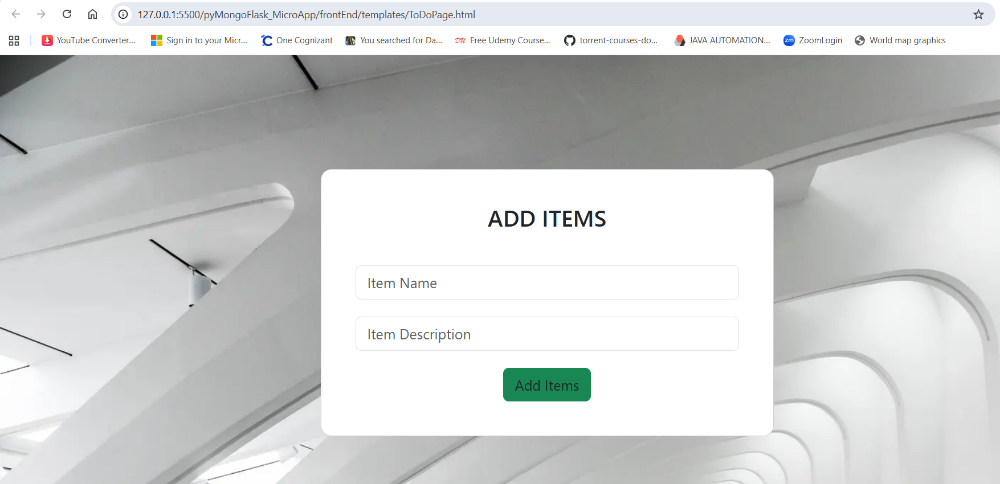 127.0.0.1:5500/pyMongoFlask_MicroApp/frontEnd/templates/ToDoPage.html
YouTube Converter... Sign in to your Micr... One Cognizant You searched for Da... DU Free Udemy Course... torrent-courses-do... JAVA AUTOMATION... zm ZoomLogin World map graphics
ADD ITEMS
Item Name
Item Description
Add Items